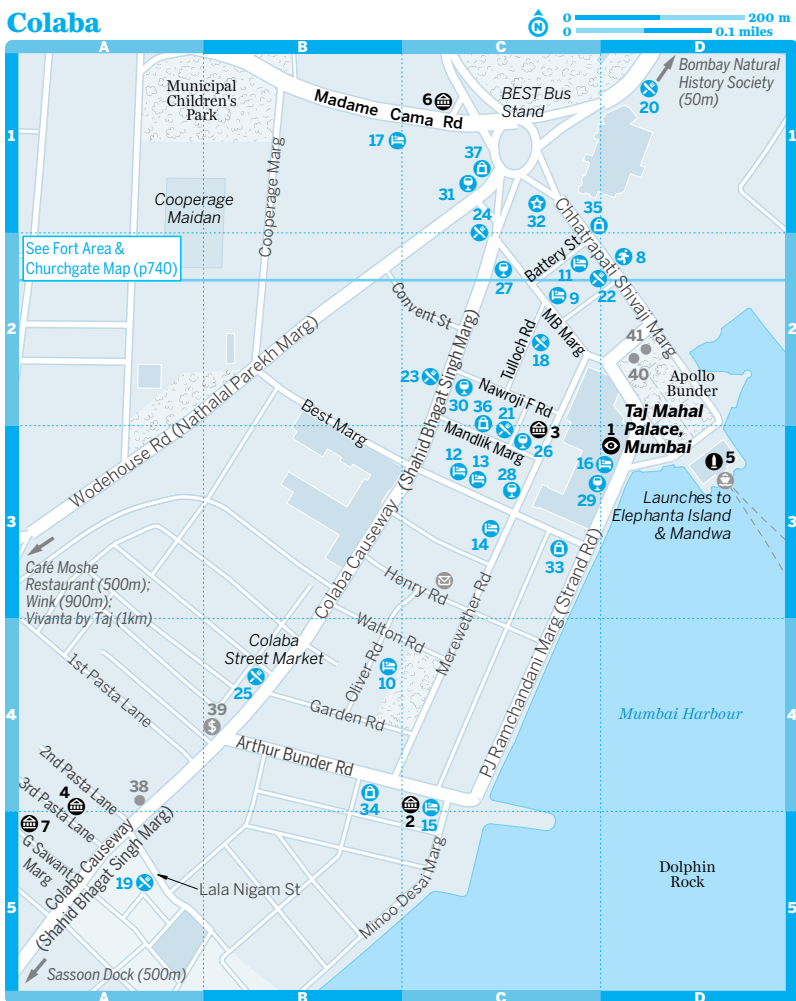 Colaba
N
0 200 m
0 0.1 miles
A B C D
Bombay Natural
History Society
(50m)
Municipal
Children's
Park
BEST Bus
Stand
6
20
Madame Cama Rd
1 1
17
37
31
Cooperage Marg
Cooperage
Maidan
24
32
35
Chhatrapati Shivaji Marg
See Fort Area &
Churchgate Map (p740)
Battery St
8
11
27
22
9
Convent St
MB Marg
2 2
Tulloch Rd
18
41
40
Apollo
Bunder
Wodehouse Rd (Nathalal Parekh Marg)
23
30
Nawroji F Rd
36
21
3
1
Taj Mahal
Palace,
Mumbai
Best Marg
Mandlik Marg
26
12
13
28
16
5
29
Launches to
Elephanta Island
& Mandwa
Colaba Causeway (Shahid Bhagat Singh Marg)
3 3
14
33
Café Moshe
Restaurant (500m);
Wink (900m);
Vivanta by Taj (1km)
Henry Rd
Merewether Rd
PJ Ramchandani Marg (Strand Rd)
Walton Rd
Colaba
Street Market
Oliver Rd
10
1st Pasta Lane
25
39
$
Garden Rd
Mumbai Harbour
4 4
Arthur Bunder Rd
2nd Pasta Lane
38
4
3rd Pasta Lane
34
2
15
7
G Sawant
Marg
Colaba Causeway
(Shahid Bhagat Singh Marg)
19
Lala Nigam St
Minoo Desai Marg
Dolphin
Rock
5 5
Sassoon Dock (500m)
A B C D